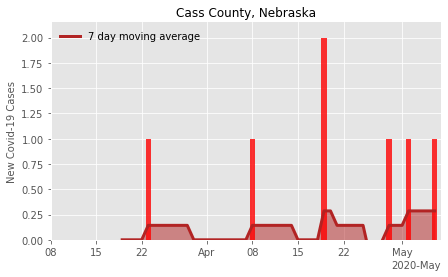 Cass County, Nebraska
7 day moving average
New Covid-19 Cases
2.00
1.75
1.50
1.25
1.00
0.75
0.50
0.25
0.00
08 15 22 Apr 08 15 22 May
2020-May